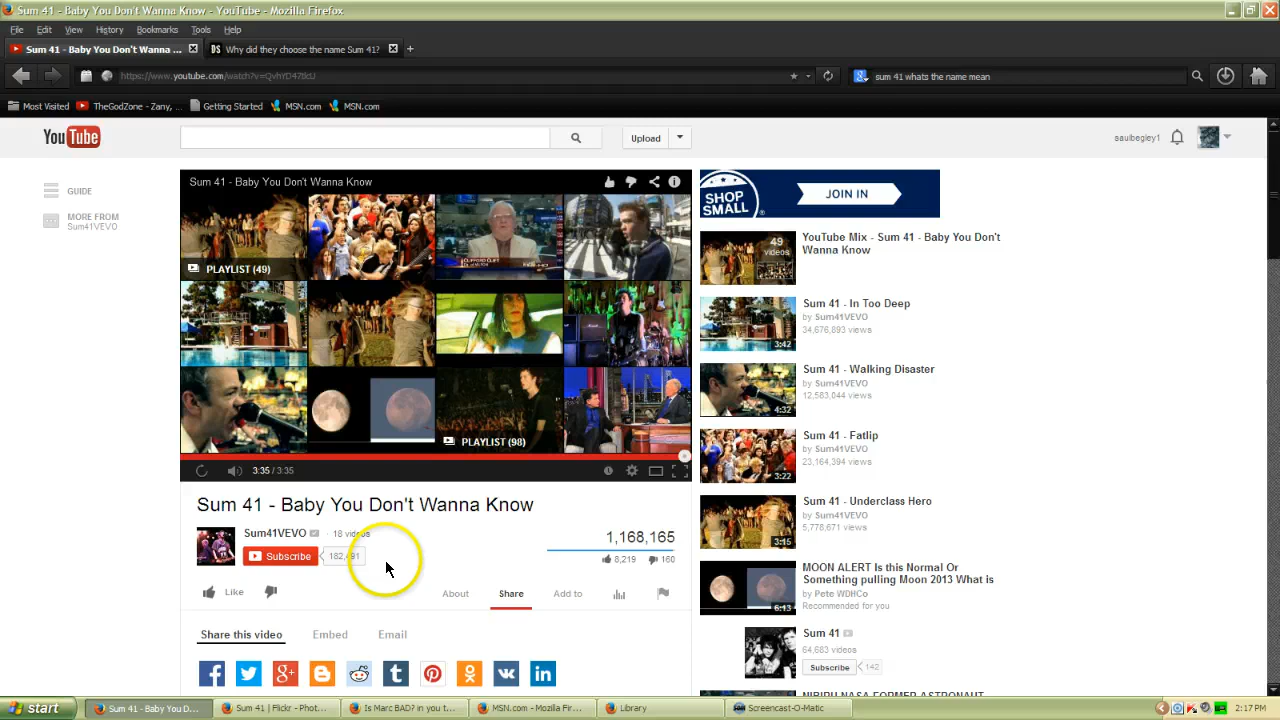 Sum 41 - Baby You Don't Wanna Know - YouTube - Mozilla Firefox
File Edit View History Bookmarks Tools Help
Sum 41 - Baby You Don't Wanna ... Why did they choose the name Sum 41?
sum 41 whats the name mean
Most Visited TheGodZone - Zany, ... Getting Started MSN.com MSN.com
YouTube
Upload
saulbegley1
GUIDE
MORE FROM
Sum41VEVO
Sum 41 - Baby You Don't Wanna Know
PLAYLIST (49)
PLAYLIST (98)
3:35 / 3:35
Sum 41 - Baby You Don't Wanna Know
Sum41VEVO · 18 videos
Subscribe
1,168,165
8,219 160
Like
About Share Add to
Share this video Embed Email
SHOP
SMALL
JOIN IN
49
videos
YouTube Mix - Sum 41 - Baby You Don't
Wanna Know
Sum 41 - In Too Deep
by Sum41VEVO
34,676,893 views
3:42
Sum 41 - Walking Disaster
by Sum41VEVO
12,583,044 views
4:32
Sum 41 - Fatlip
by Sum41VEVO
23,164,394 views
3:22
Sum 41 - Underclass Hero
by Sum41VEVO
5,778,671 views
3:15
MOON ALERT Is this Normal Or
Something pulling Moon 2013 What is
by Pete WDHCo
Recommended for you
6:13
Sum 41
64,683 videos
Subscribe 142
NIBIRU NASA FORMER ASTRONAUT
start
Sum 41 - Baby You D...
Sum 41 | Flickr - Phot...
Is Marc BAD? in you t...
MSN.com - Mozilla Fir...
Library
Screencast-O-Matic
2:17 PM